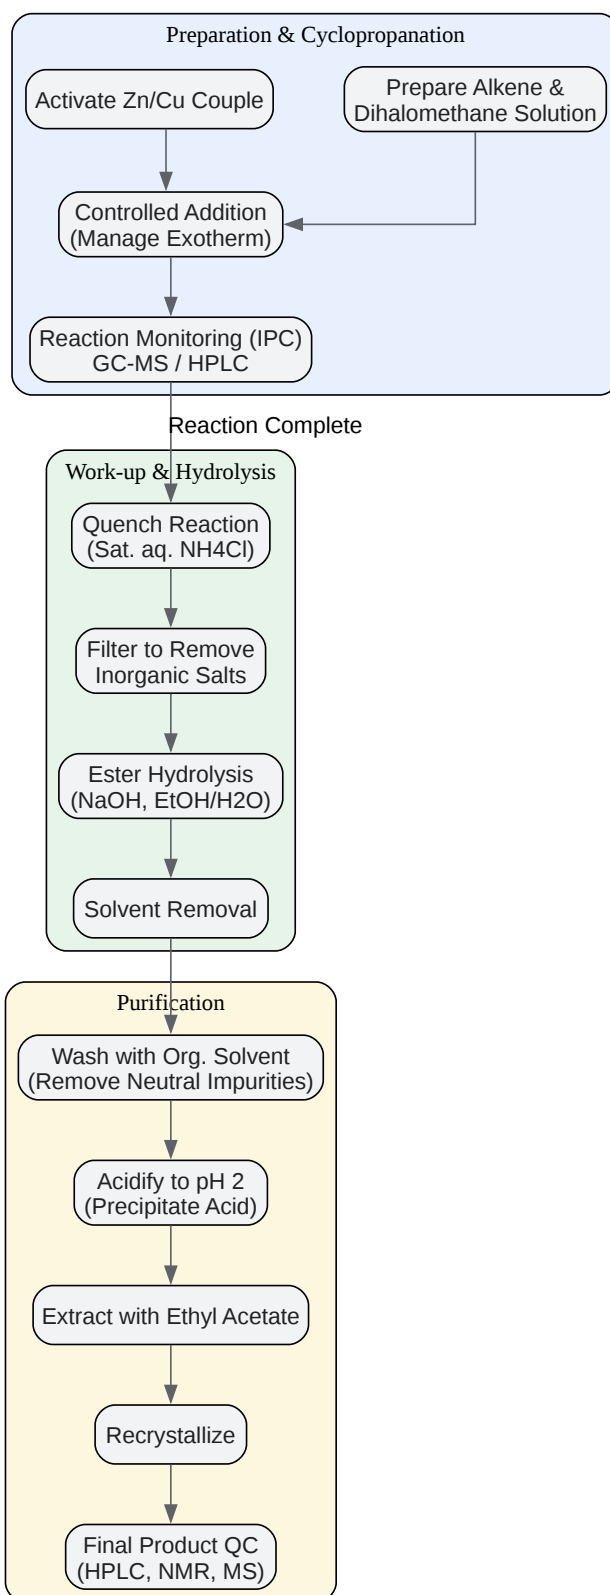 Preparation & Cyclopropanation
Activate Zn/Cu Couple
Prepare Alkene &
Dihalomethane Solution
Controlled Addition
(Manage Exotherm)
Reaction Monitoring (IPC)
GC-MS / HPLC
Reaction Complete
Work-up & Hydrolysis
Quench Reaction
(Sat. aq. NH4Cl)
Filter to Remove
Inorganic Salts
Ester Hydrolysis
(NaOH, EtOH/H2O)
Solvent Removal
Purification
Wash with Org. Solvent
(Remove Neutral Impurities)
Acidify to pH 2
(Precipitate Acid)
Extract with Ethyl Acetate
Recrystallize
Final Product QC
(HPLC, NMR, MS)